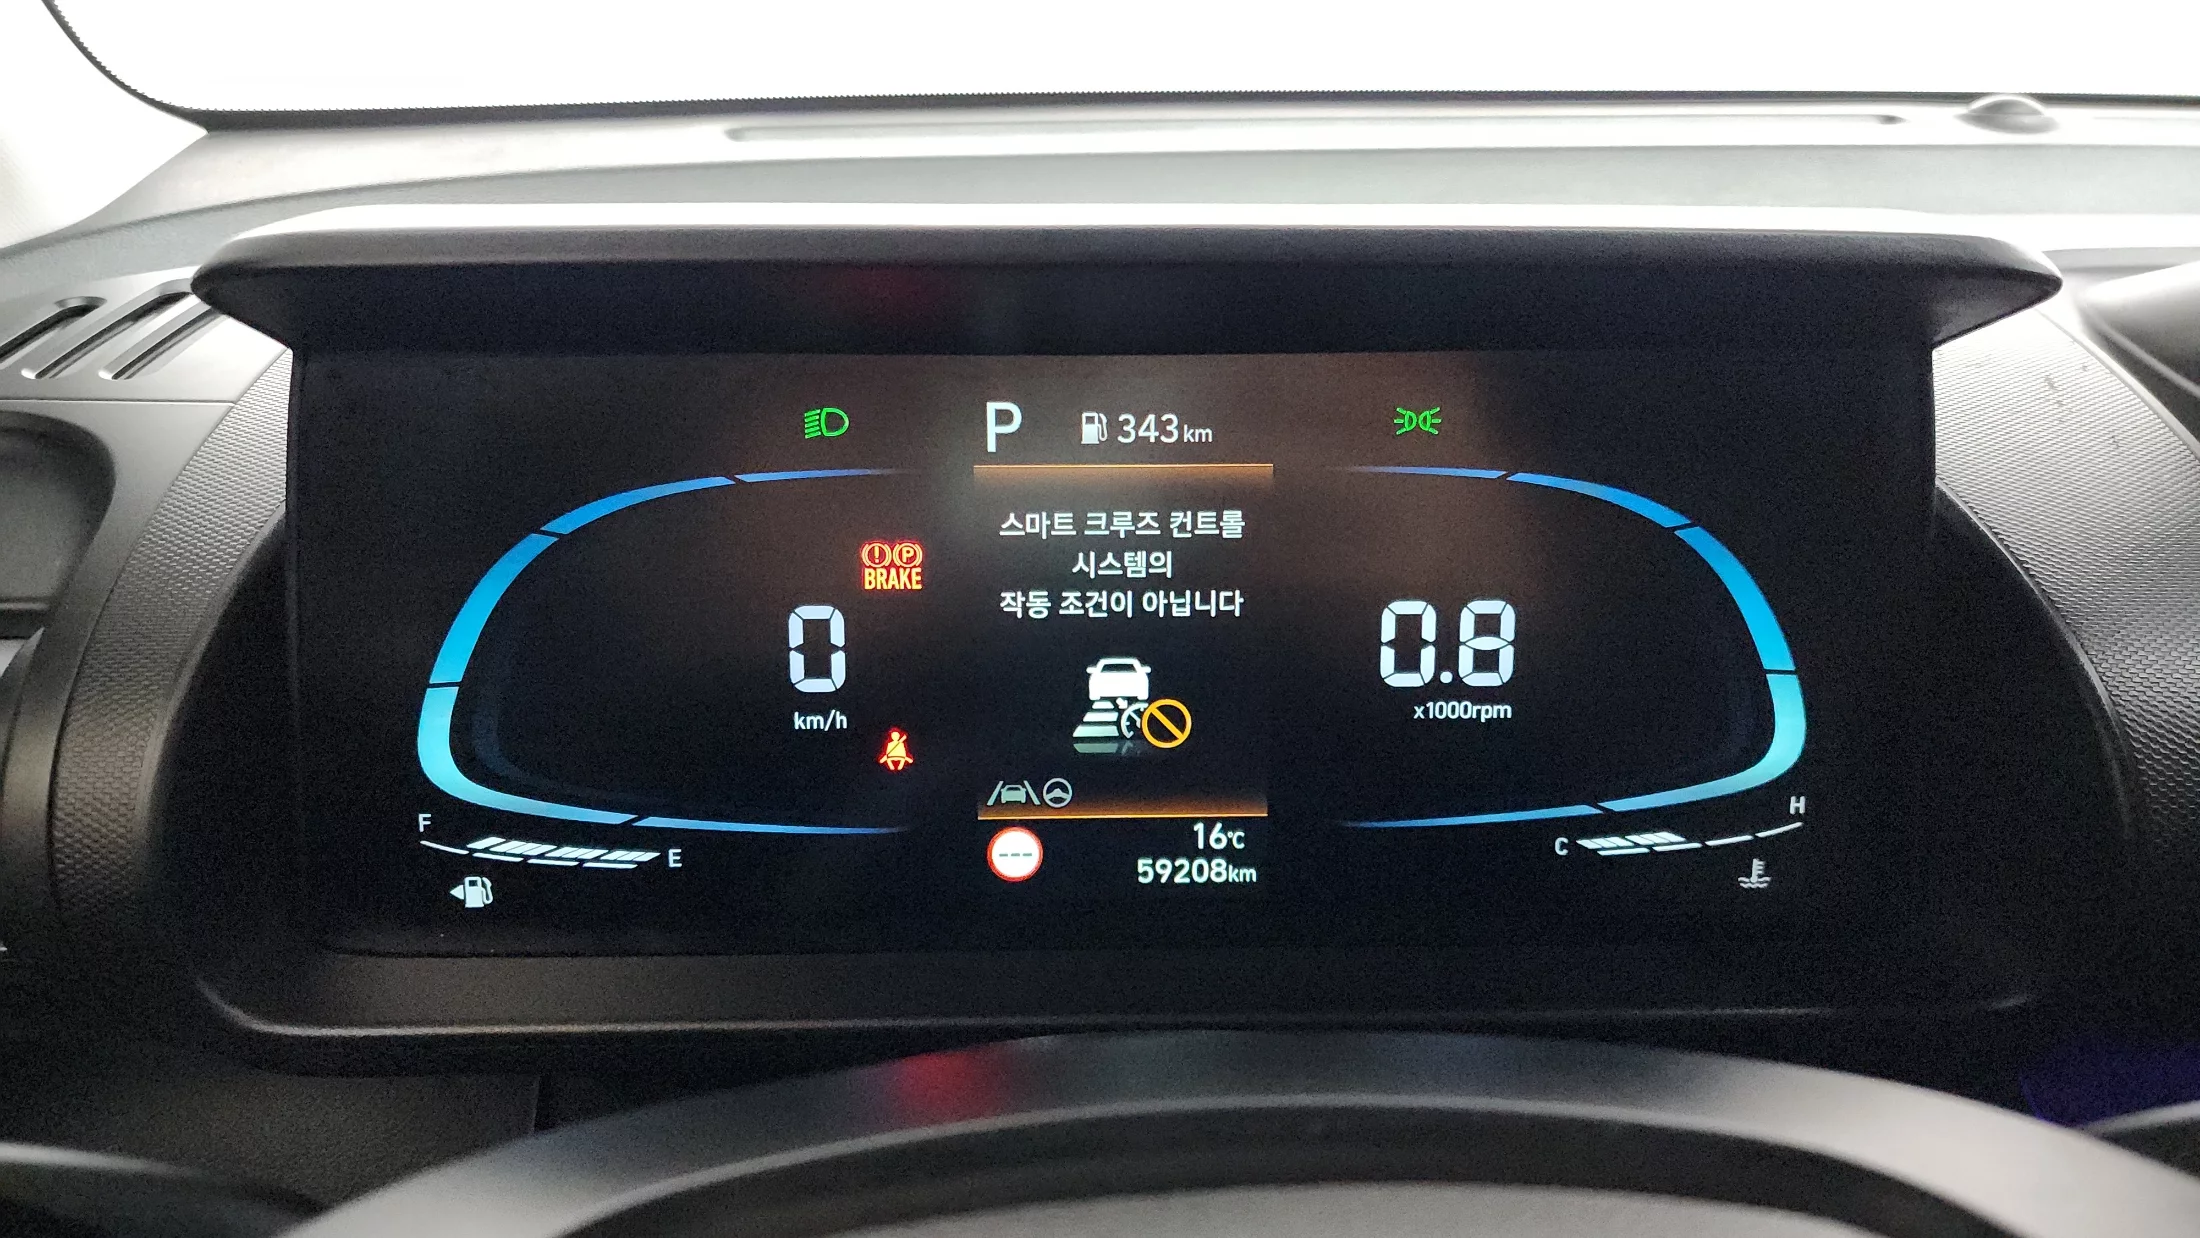 P 343km
스마트 크루즈 컨트롤
시스템의
작동 조건이 아닙니다
(!) (P)
BRAKE
0
km/h
0.8
x1000rpm
F
E
C
H
---
16℃
59208km